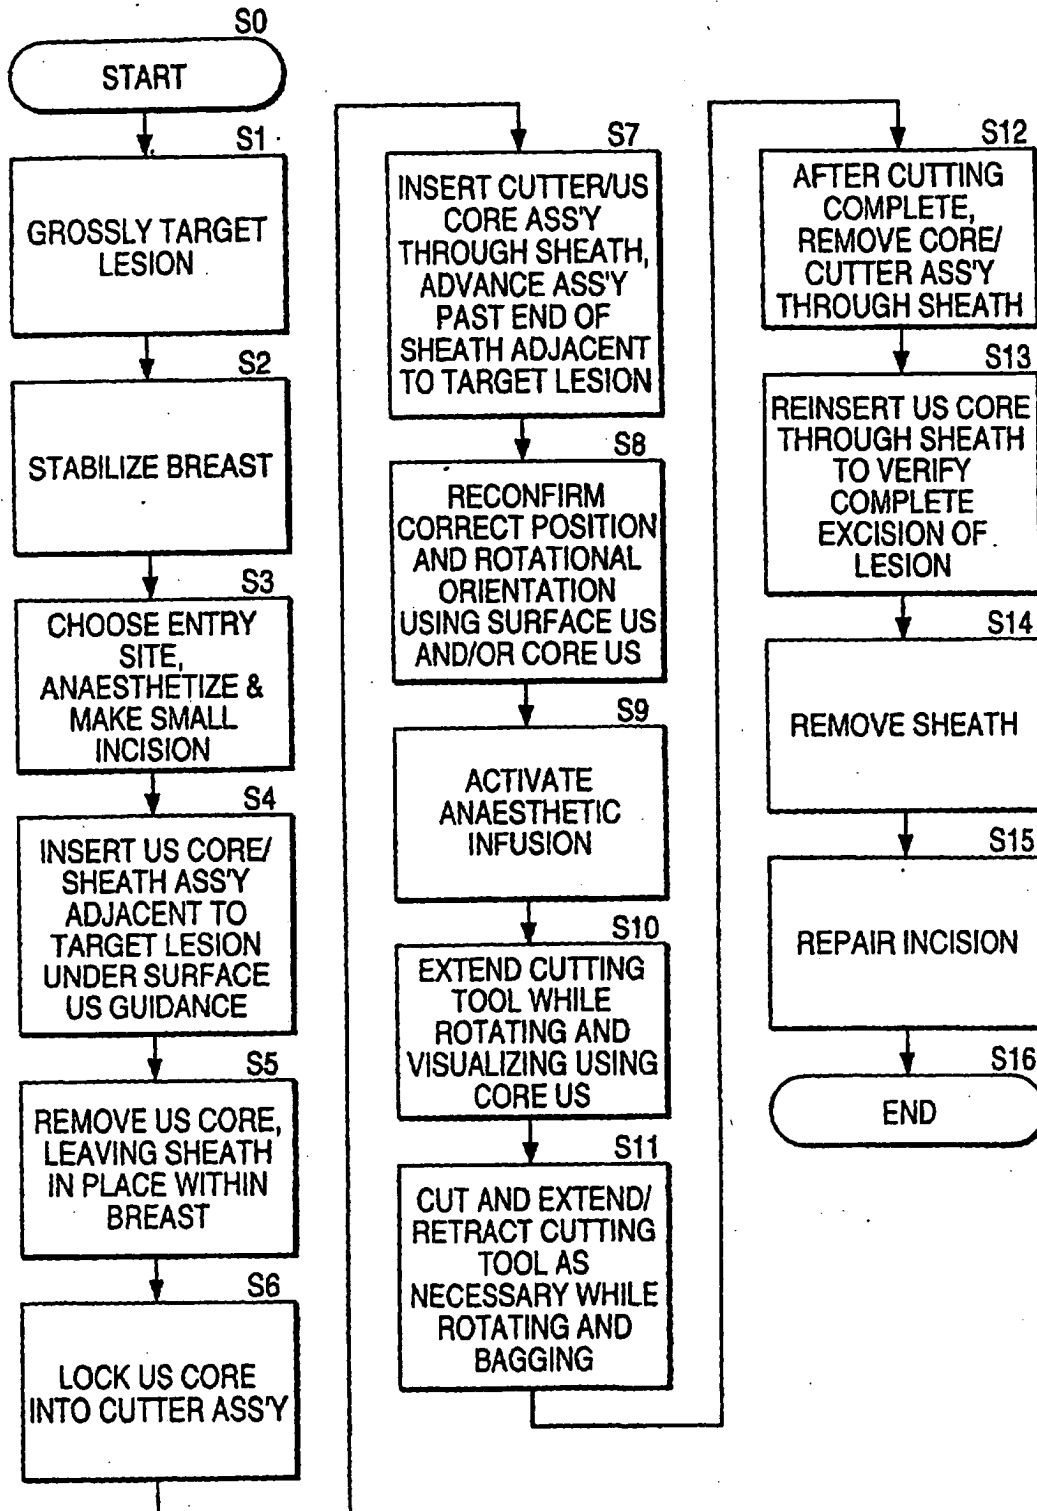 S0
START
S1
GROSSLY TARGET
LESION
S2
STABILIZE BREAST
S3
CHOOSE ENTRY
SITE,
ANAESTHETIZE &
MAKE SMALL
INCISION
S4
INSERT US CORE/
SHEATH ASS'Y
ADJACENT TO
TARGET LESION
UNDER SURFACE
US GUIDANCE
S5
REMOVE US CORE,
LEAVING SHEATH
IN PLACE WITHIN
BREAST
S6
LOCK US CORE
INTO CUTTER ASS'Y
S7
INSERT CUTTER/US
CORE ASS'Y
THROUGH SHEATH,
ADVANCE ASS'Y
PAST END OF
SHEATH ADJACENT
TO TARGET LESION
S8
RECONFIRM
CORRECT POSITION
AND ROTATIONAL
ORIENTATION
USING SURFACE US
AND/OR CORE US
S9
ACTIVATE
ANAESTHETIC
INFUSION
S10
EXTEND CUTTING
TOOL WHILE
ROTATING AND
VISUALIZING USING
CORE US
S11
CUT AND EXTEND/
RETRACT CUTTING
TOOL AS
NECESSARY WHILE
ROTATING AND
BAGGING
S12
AFTER CUTTING
COMPLETE,
REMOVE CORE/
CUTTER ASS'Y
THROUGH SHEATH
S13
REINSERT US CORE
THROUGH SHEATH
TO VERIFY
COMPLETE
EXCISION OF
LESION
S14
REMOVE SHEATH
S15
REPAIR INCISION
S16
END